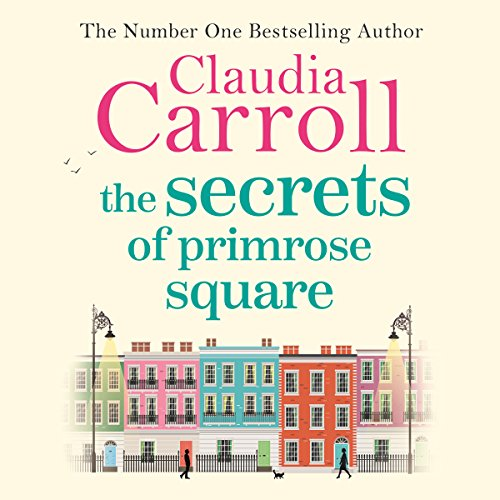 The Number One Bestselling Author
Claudia
Carroll
the secrets
of primrose
square